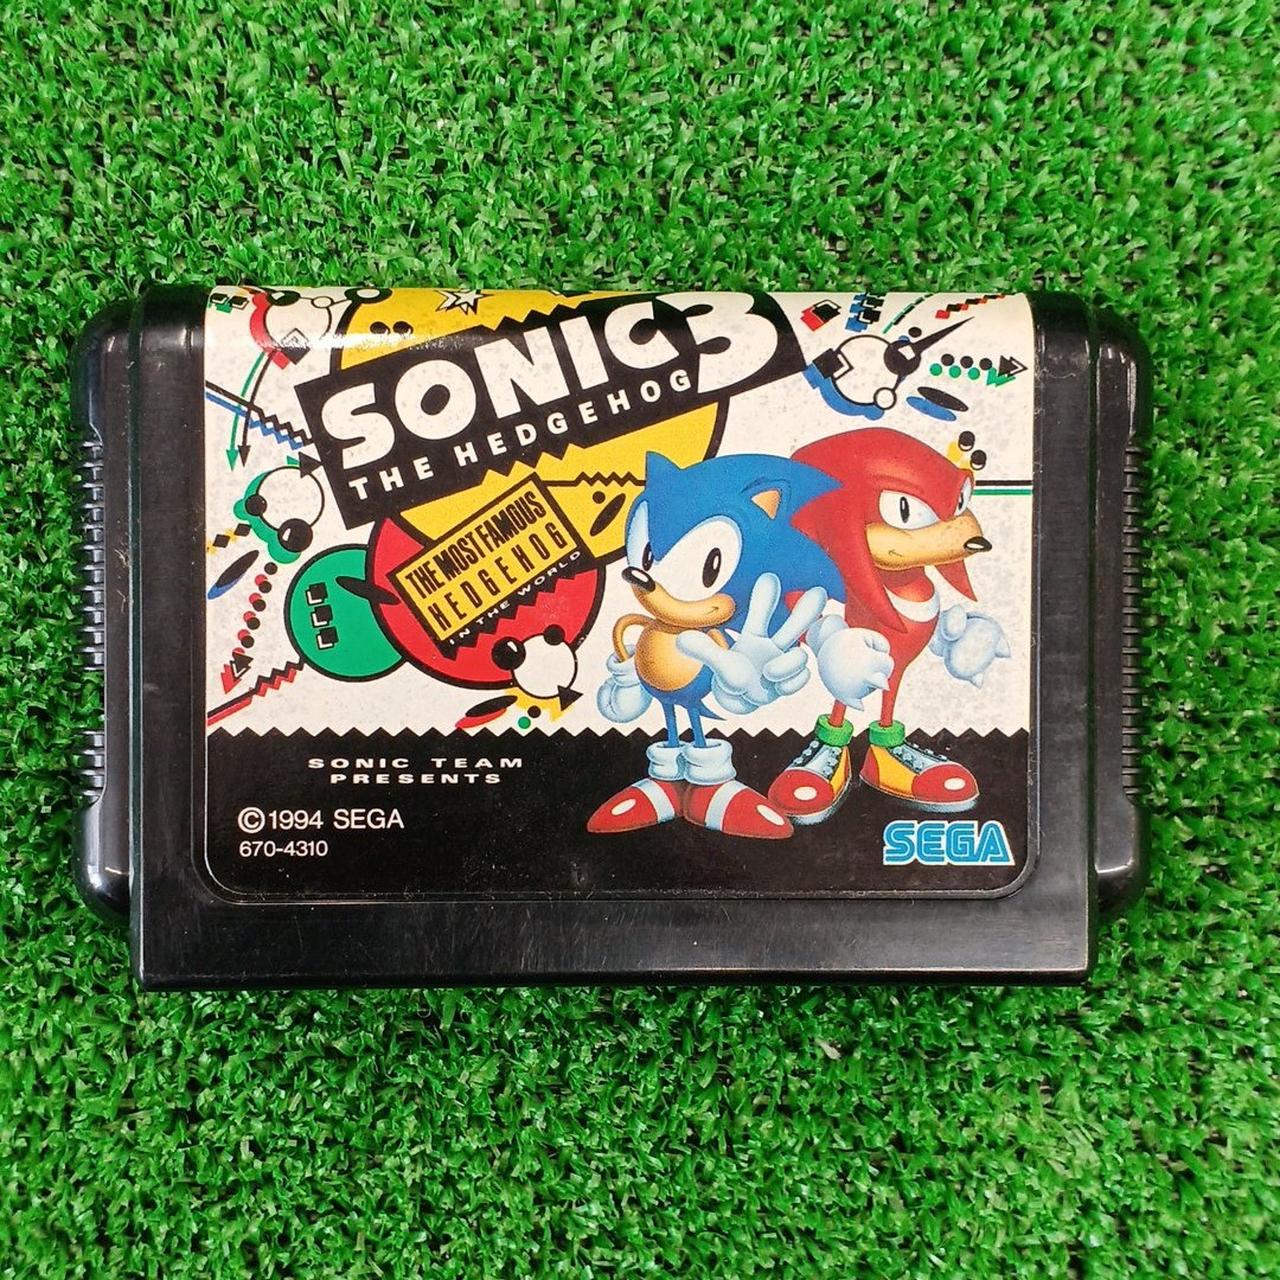 SONIC 3
THE HEDGEHOG
THE MOST FAMOUS
HEDGEHOG
IN THE WORLD
SONIC TEAM
PRESENTS
©1994 SEGA
670-4310
SEGA